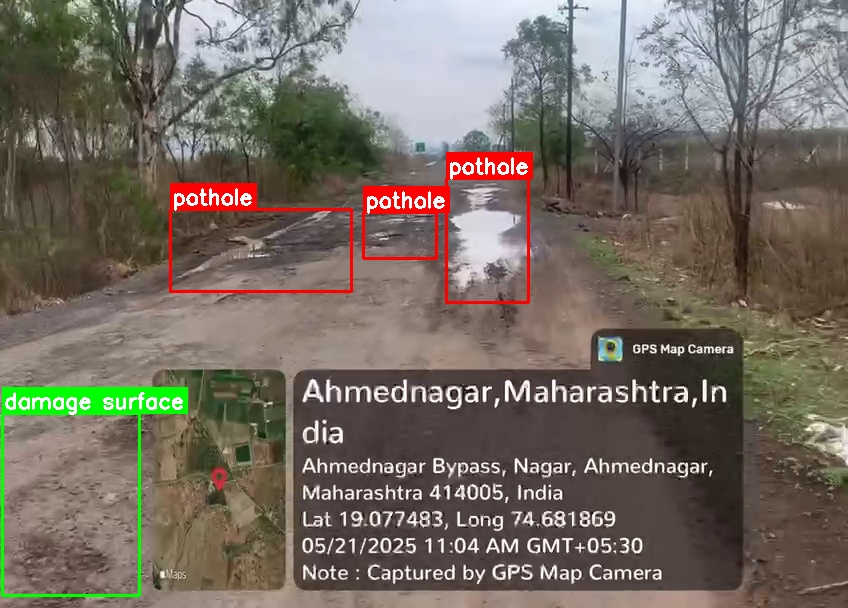 pothole
pothole
pothole
GPS Map Camera
damage surface
Ahmednagar,Maharashtra,In
dia
Ahmednagar Bypass, Nagar, Ahmednagar,
Maharashtra 414005, India
Lat 19.077483, Long 74.681869
05/21/2025 11:04 AM GMT+05:30
Note : Captured by GPS Map Camera
Maps